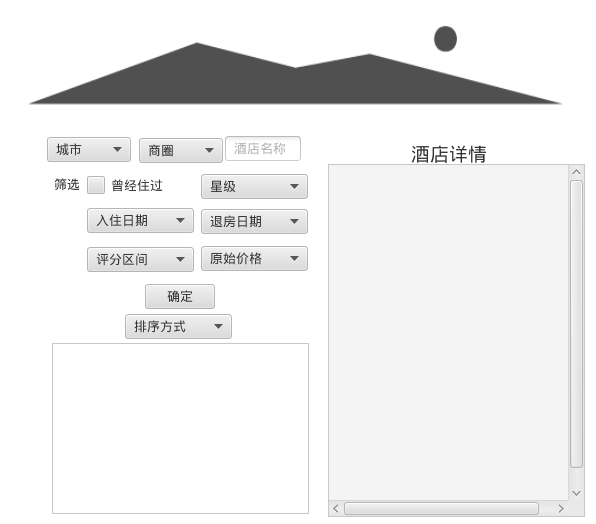 城市 商圈 酒店名称
筛选 曾经住过 星级
入住日期 退房日期
评分区间 原始价格
确定
排序方式
酒店详情